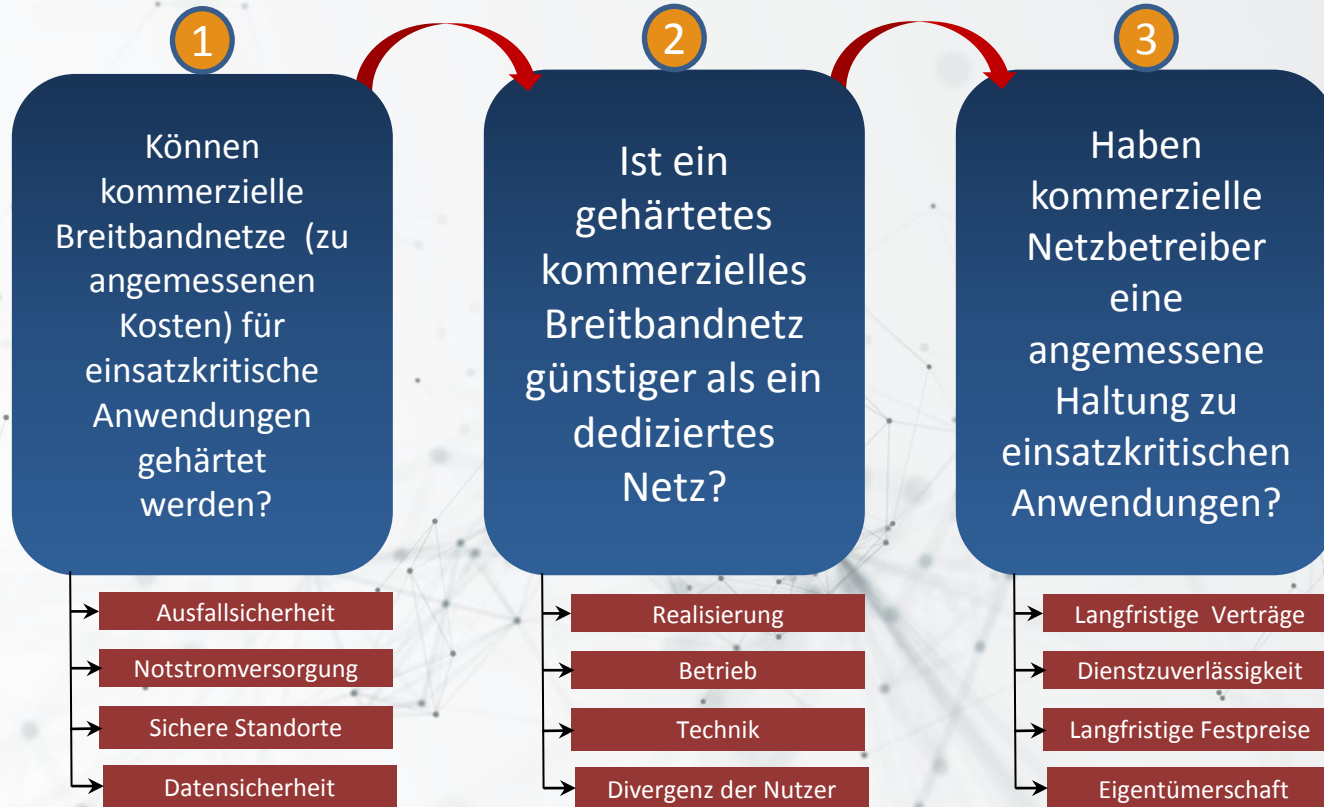 1
Können
kommerzielle
Breitbandnetze (zu
angemessenen
Kosten) für
einsatzkritische
Anwendungen
gehärtet
werden?
Ausfallsicherheit
Notstromversorgung
Sichere Standorte
Datensicherheit
2
Ist ein
gehärtetes
kommerzielles
Breitbandnetz
günstiger als ein
dediziertes
Netz?
Realisierung
Betrieb
Technik
Divergenz der Nutzer
3
Haben
kommerzielle
Netzbetreiber
eine
angemessene
Haltung zu
einsatzkritischen
Anwendungen?
Langfristige Verträge
Dienstzuverlässigkeit
Langfristige Festpreise
Eigentümerschaft